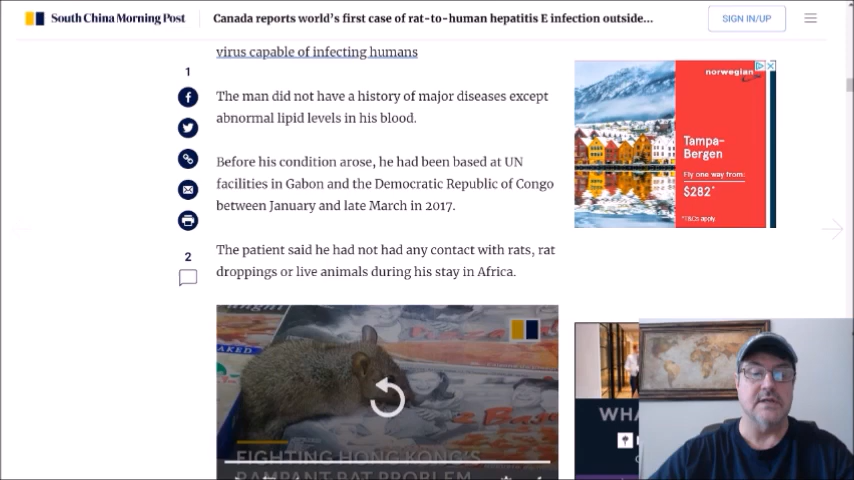 South China Morning Post
Canada reports world's first case of rat-to-human hepatitis E infection outside...
SIGN IN/UP
virus capable of infecting humans
1
The man did not have a history of major diseases except
abnormal lipid levels in his blood.
Before his condition arose, he had been based at UN
facilities in Gabon and the Democratic Republic of Congo
between January and late March in 2017.
2
The patient said he had not had any contact with rats, rat
droppings or live animals during his stay in Africa.
norwegian
Tampa-
Bergen
Fly one way from:
$282*
*T&Cs apply.
AKED
FIGHTING HONG KONG'S
RAMPANT RAT PROBLEM
WHA